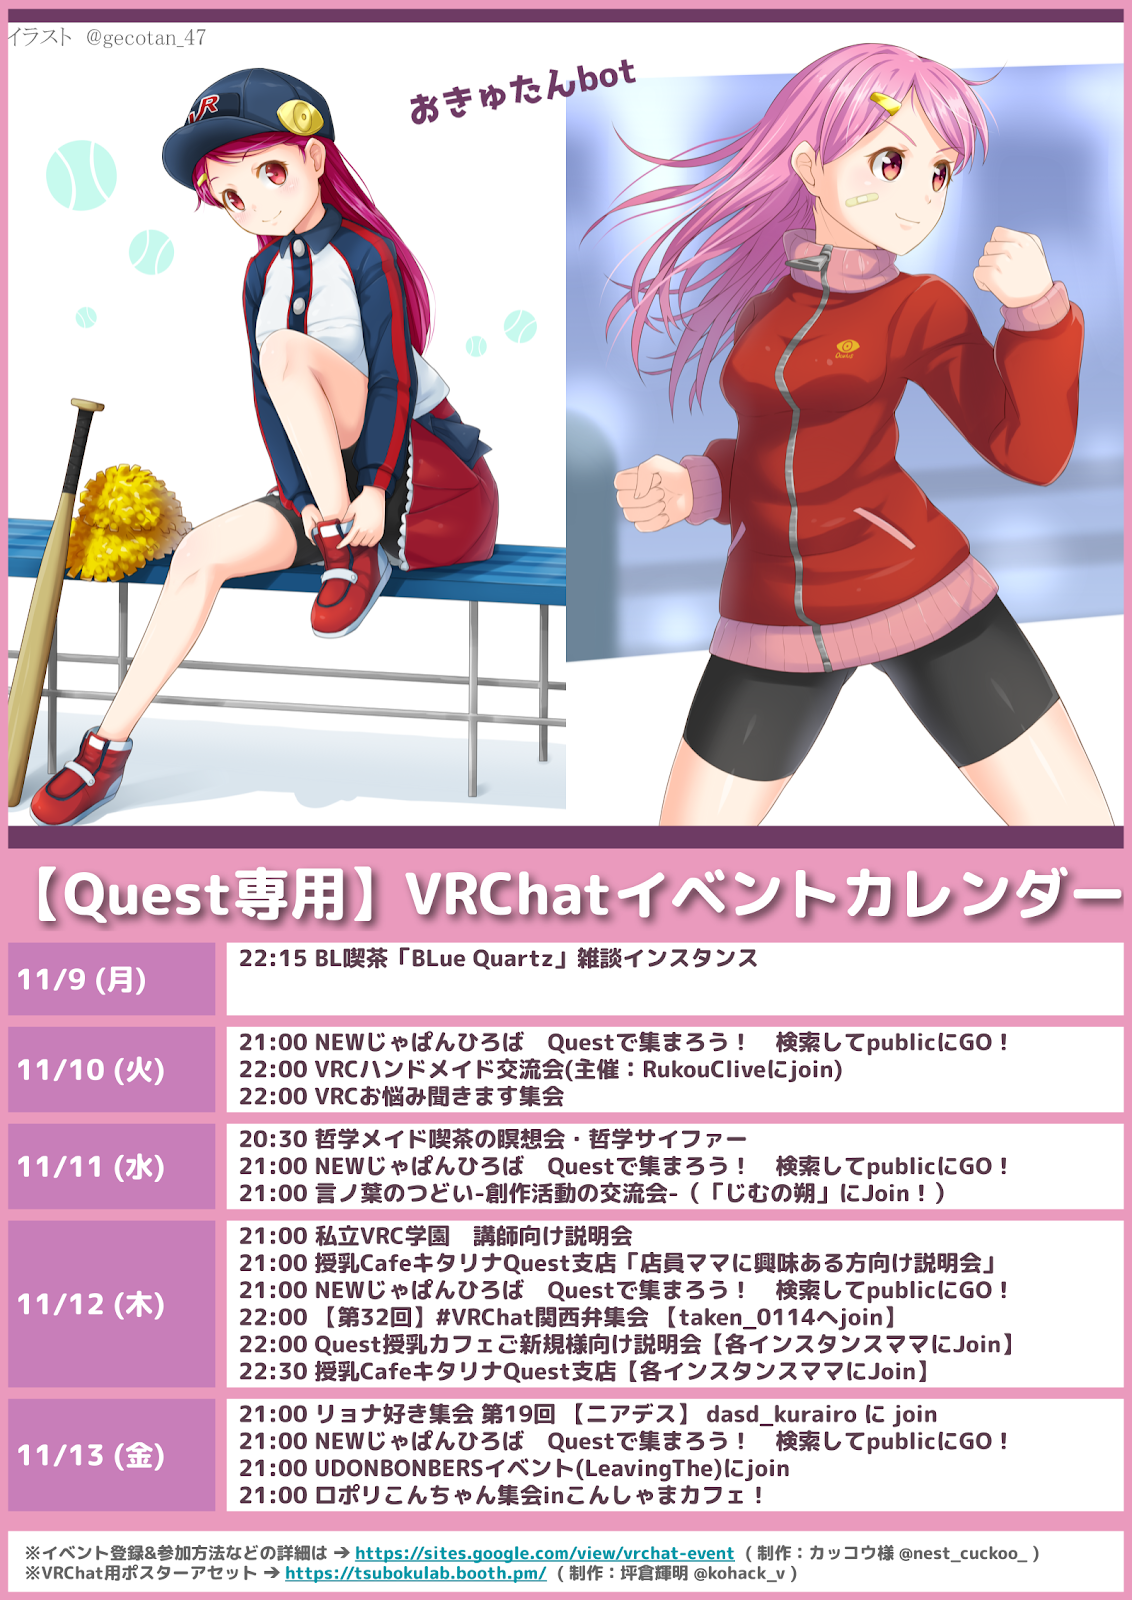 イラスト @gecotan_47
おきゅたんbot
VR
Quest
【Quest専用】VRChatイベントカレンダー
11/9 (月)
22:15 BL喫茶「BLue Quartz」雑談インスタンス
11/10 (火)
21:00 NEWじゃぱんひろば　Questで集まろう！　検索してpublicにGO！
22:00 VRCハンドメイド交流会(主催：RukouCliveにjoin)
22:00 VRCお悩み聞きます集会
11/11 (水)
20:30 哲学メイド喫茶の瞑想会・哲学サイファー
21:00 NEWじゃぱんひろば　Questで集まろう！　検索してpublicにGO！
21:00 言ノ葉のつどい-創作活動の交流会-（「じむの朔」にJoin！）
11/12 (木)
21:00 私立VRC学園　講師向け説明会
21:00 授乳CafeキタリナQuest支店「店員ママに興味ある方向け説明会」
21:00 NEWじゃぱんひろば　Questで集まろう！　検索してpublicにGO！
22:00 【第32回】#VRChat関西弁集会 【taken_0114へjoin】
22:00 Quest授乳カフェご新規様向け説明会【各インスタンスママにJoin】
22:30 授乳CafeキタリナQuest支店【各インスタンスママにJoin】
11/13 (金)
21:00 リョナ好き集会 第19回 【ニアデス】 dasd_kurairo に join
21:00 NEWじゃぱんひろば　Questで集まろう！　検索してpublicにGO！
21:00 UDONBONBERSイベント(LeavingThe)にjoin
21:00 ロポリこんちゃん集会inこんしゃまカフェ！
※イベント登録&参加方法などの詳細は → https://sites.google.com/view/vrchat-event （制作：カッコウ様 @nest_cuckoo_ ）
※VRChat用ポスターアセット → https://tsubokulab.booth.pm/ （制作：坪倉輝明 @kohack_v ）